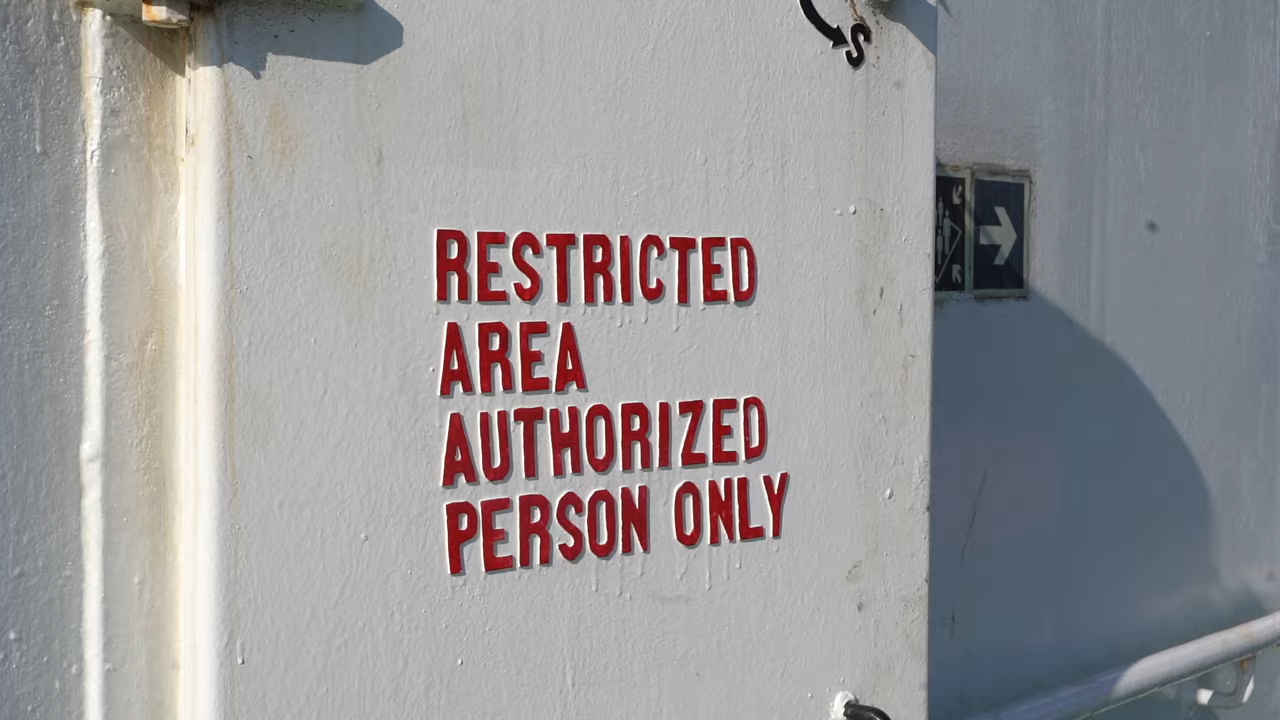 S
RESTRICTED
AREA
AUTHORIZED
PERSON ONLY